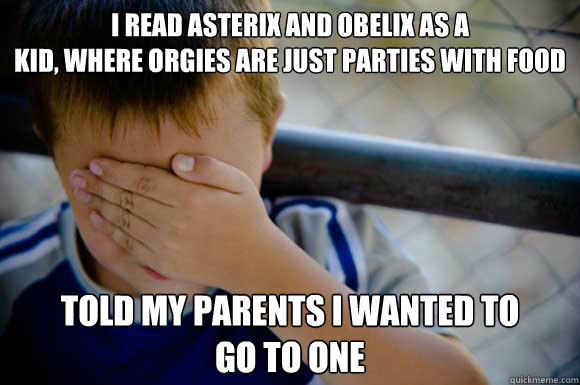 I READ ASTERIX AND OBELIX AS A
KID, WHERE ORGIES ARE JUST PARTIES WITH FOOD
TOLD MY PARENTS I WANTED TO
GO TO ONE
quickmeme.com